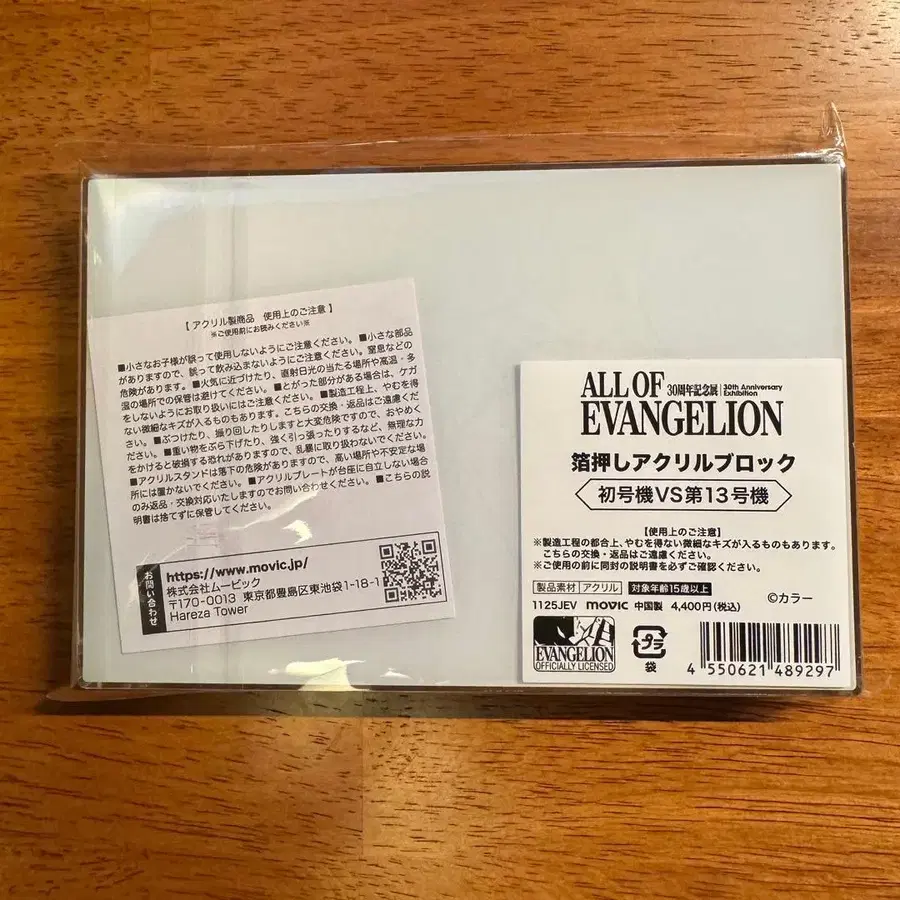 【 アクリル製商品 使用上のご注意 】
※ご使用前にお読みください※
■小さなお子様が誤って使用しないようにご注意ください。■小さな部品
がありますので、誤って飲み込まないようにご注意ください。窒息などの
危険があります。■火気に近づけたり、直射日光の当たる場所や高温・多
湿の場所での保管は避けてください。■とがった部分がある場合は、ケガ
をしないようにお取り扱いにはご注意ください。■製造工程上、やむを得
ない微細なキズが入るものもあります。こちらの交換・返品はご遠慮くだ
さい。■ぶつけたり、振り回したりしますと大変危険ですので、おやめく
ださい。■重い物をぶら下げたり、強く引っ張ったりするなど、無理な力
をかけると破損する恐れがありますので、乱暴に取り扱わないでください。
■アクリルスタンドは落下の危険がありますので、高い場所や不安定な場
所には置かないでください。■アクリルプレートが台座に自立しない場合
のみ返品・交換対応いたしますのでお問い合わせください。■こちらの説
明書は捨てずに保管してください。
お問い合わせ
https://www.movic.jp/
株式会社ムービック
〒170-0013 東京都豊島区東池袋1-18-1
Hareza Tower
ALL OF 30周年記念展 30th Anniversary Exhibition
EVANGELION
箔押しアクリルブロック
初号機VS第13号機
【使用上のご注意】
※製造工程の都合上、やむを得ない微細なキズが入るものもあります。
こちらの交換・返品はご遠慮ください。
※ご使用の前に同封の説明書を必ずご確認ください。
製品素材 アクリル 対象年齢15歳以上 ©カラー
1125JEV movic 中国製 4,400円(税込)
EVANGELION
OFFICIALLY LICENSED
プラ
袋
4 550621 489297